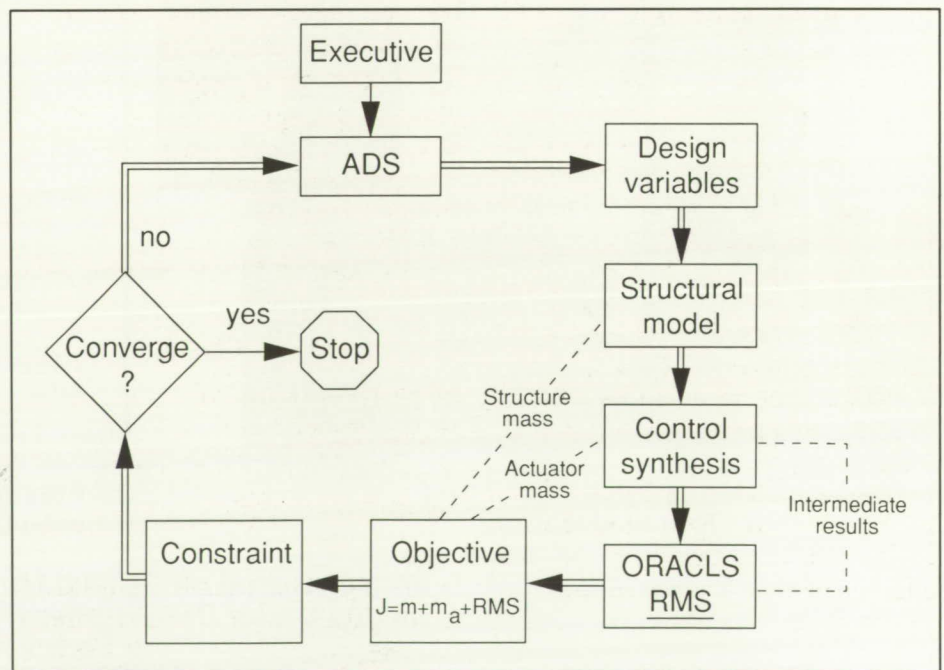 Executive
ADS
Design
variables
no
Structural
model
yes
Converge
?
Stop
Structure
mass
Control
synthesis
Actuator
mass
Intermediate
results
Constraint
Objective
J=m+mₐ+RMS
ORACLS
RMS